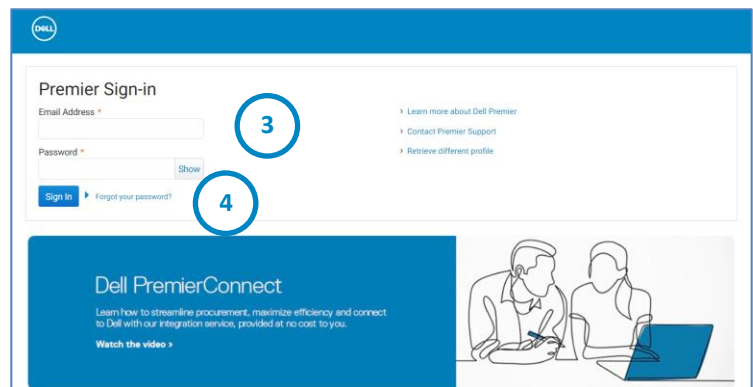 DELL
Premier Sign-in
Email Address *
3
› Learn more about Dell Premier
› Contact Premier Support
› Retrieve different profile
Password *
Show
Sign In
Forgot your password?
4
Dell PremierConnect
Learn how to streamline procurement, maximize efficiency and connect
to Dell with our integration service, provided at no cost to you.
Watch the video >